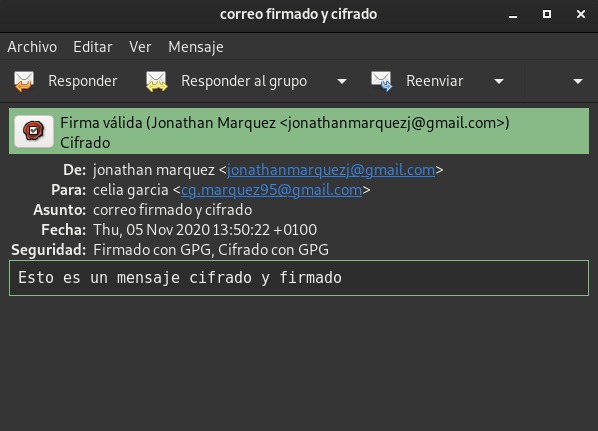 correo firmado y cifrado
Archivo Editar Ver Mensaje
Responder Responder al grupo Reenviar
Firma válida (Jonathan Marquez <jonathanmarquezj@gmail.com>)
Cifrado
De: jonathan marquez <jonathanmarquezj@gmail.com>
Para: celia garcia <cg.marquez95@gmail.com>
Asunto: correo firmado y cifrado
Fecha: Thu, 05 Nov 2020 13:50:22 +0100
Seguridad: Firmado con GPG, Cifrado con GPG
Esto es un mensaje cifrado y firmado